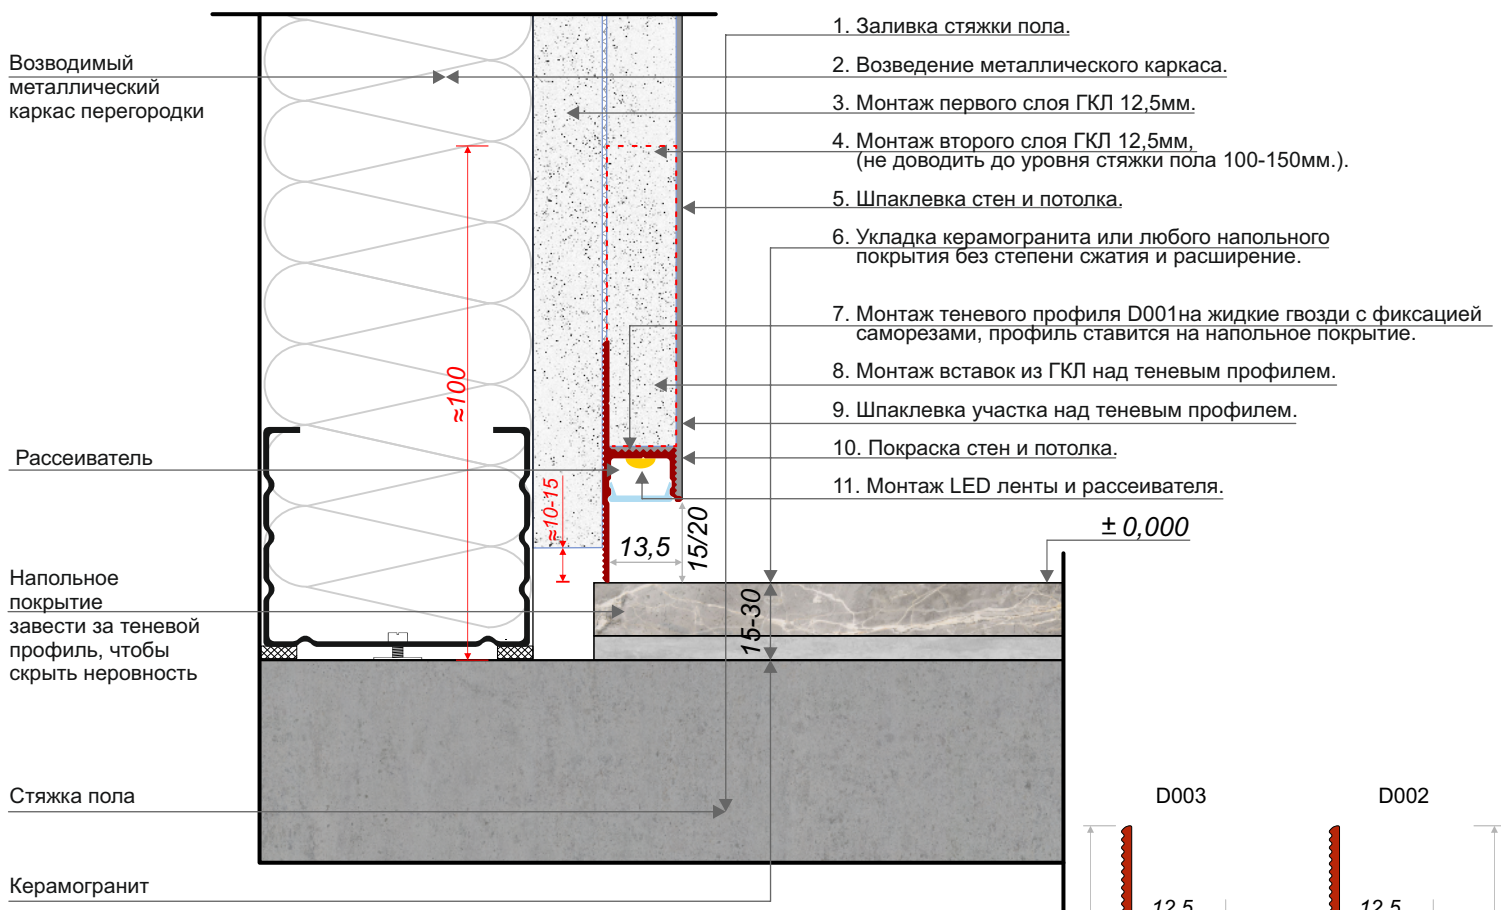 Возводимый
металлический
каркас перегородки
Рассеиватель
Напольное
покрытие
завести за теневой
профиль, чтобы
скрыть неровность
Стяжка пола
Керамогранит
1. Заливка стяжки пола.
2. Возведение металлического каркаса.
3. Монтаж первого слоя ГКЛ 12,5мм.
4. Монтаж второго слоя ГКЛ 12,5мм,
(не доводить до уровня стяжки пола 100-150мм.).
5. Шпаклевка стен и потолка.
6. Укладка керамогранита или любого напольного
покрытия без степени сжатия и расширение.
7. Монтаж теневого профиля D001на жидкие гвозди с фиксацией
саморезами, профиль ставится на напольное покрытие.
8. Монтаж вставок из ГКЛ над теневым профилем.
9. Шпаклевка участка над теневым профилем.
10. Покраска стен и потолка.
11. Монтаж LED ленты и рассеивателя.
± 0,000
≈100
≈10-15
13,5
15/20
15-30
D003
D002
12,5
12,5